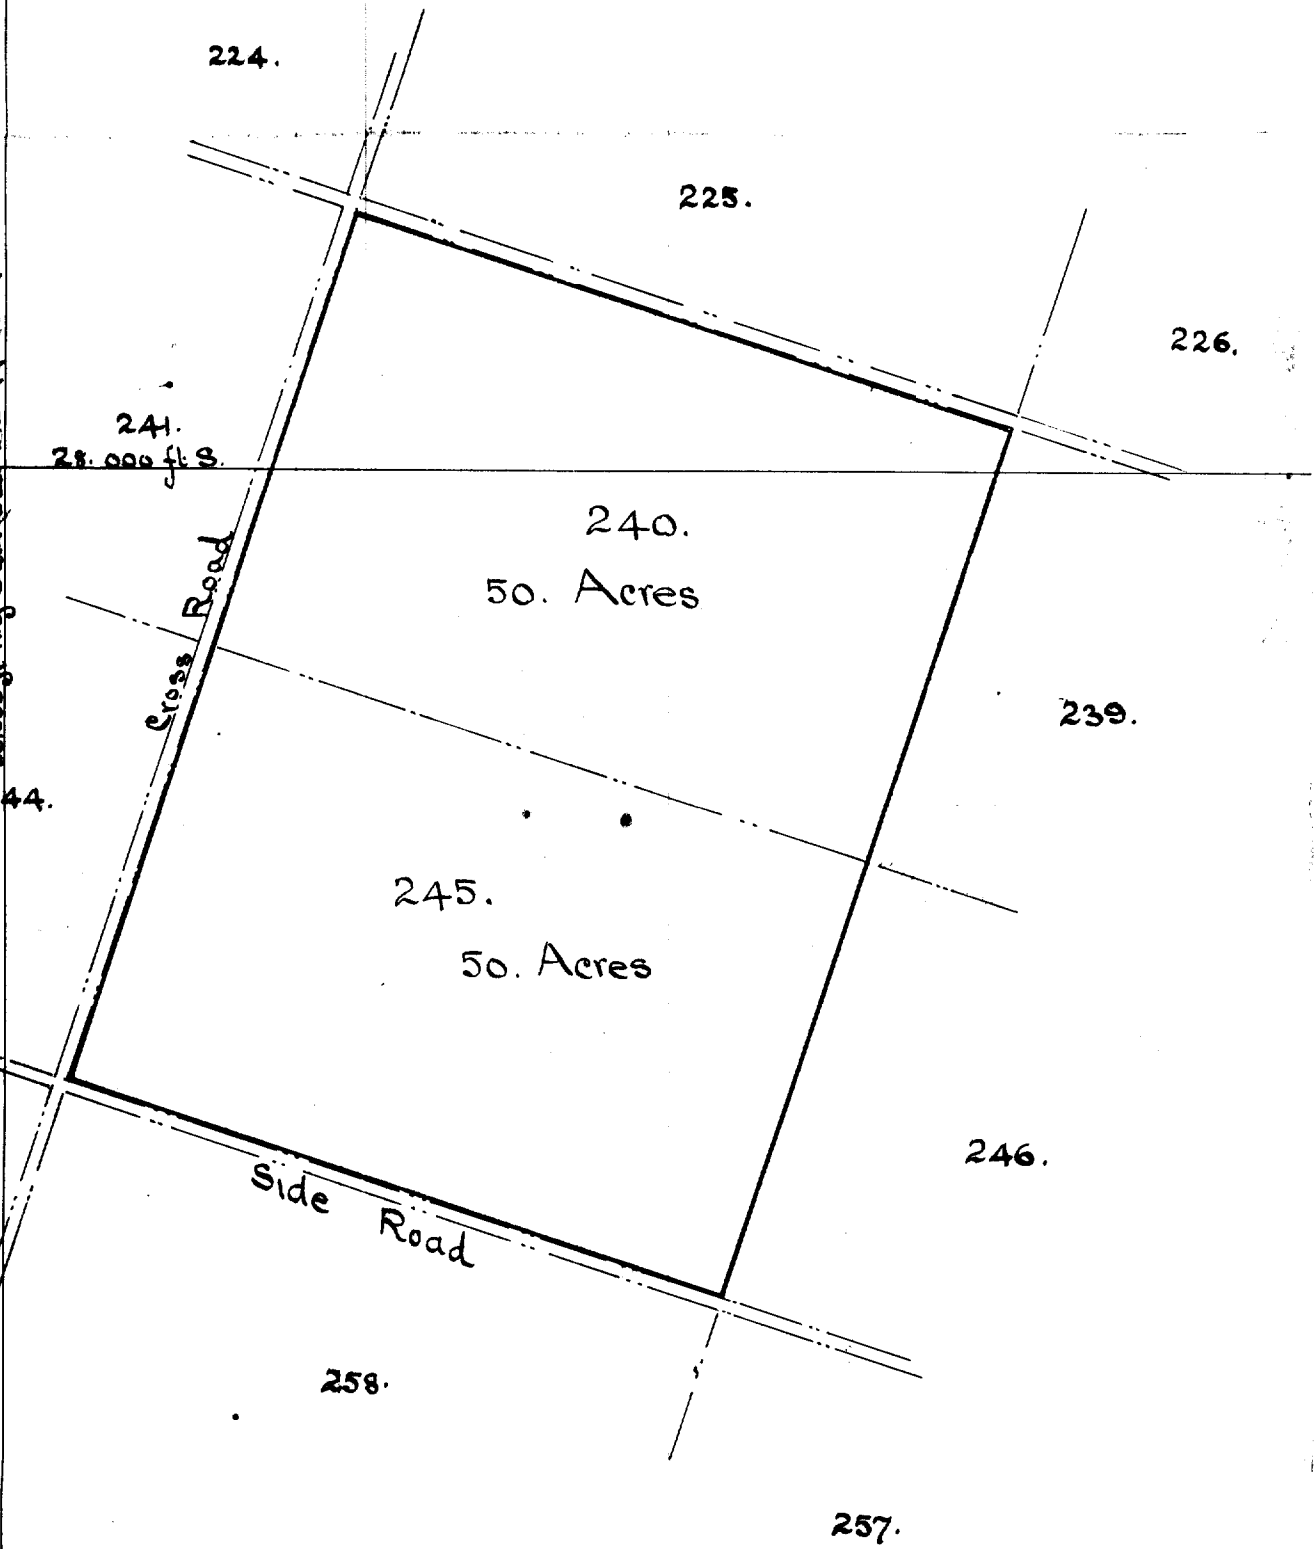 224.
225.
226.
241.
28.000 ft S.
240.
50. Acres
Cross Road
239.
44.
245.
50. Acres
246.
Side Road
258.
257.